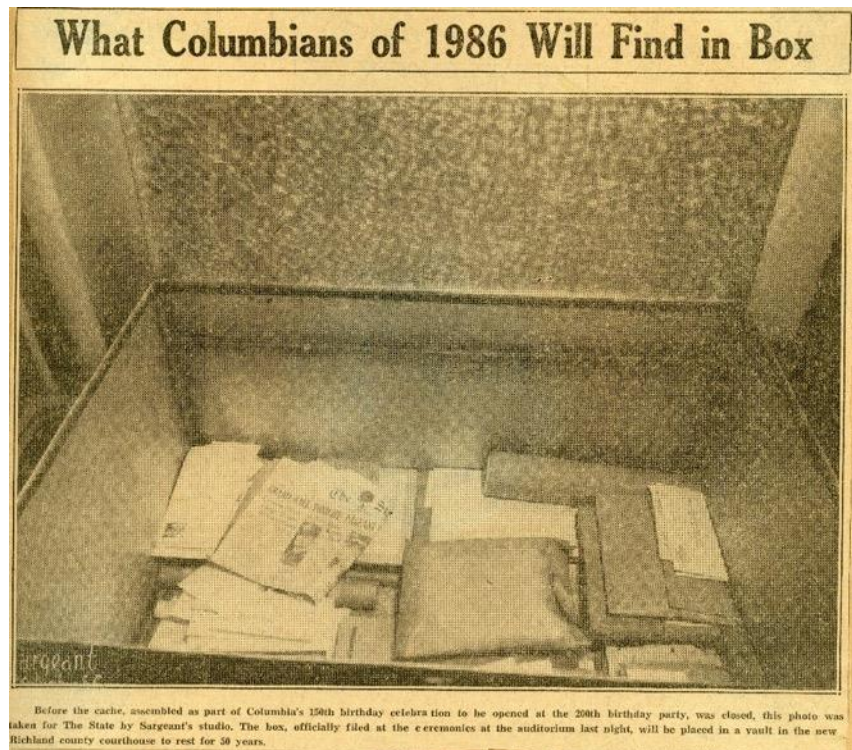 What Columbians of 1986 Will Find in Box
The
argeant
Before the cache, assembled as part of Columbia's 150th birthday celebration to be opened at the 200th birthday party, was closed, this photo was
taken for The State by Sargeant's studio. The box, officially filed at the ceremonies at the auditorium last night, will be placed in a vault in the new
Richland county courthouse to rest for 50 years.